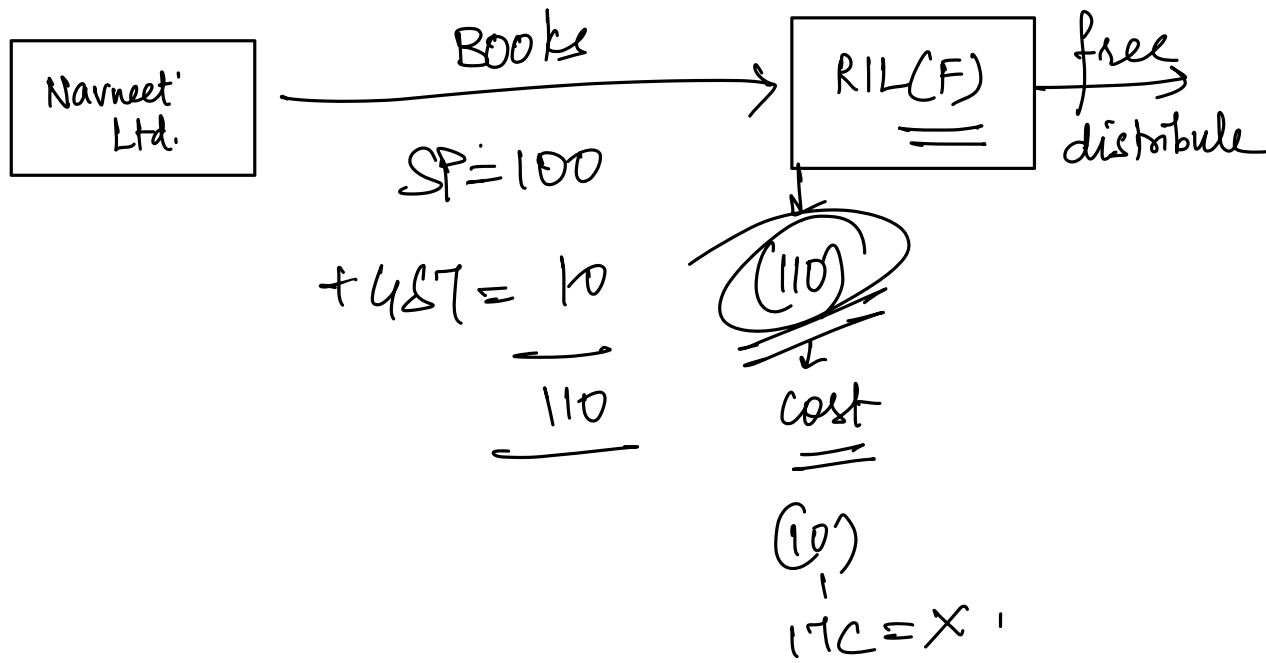 Navneet
Ltd.
Books
SP = 100
+ GST = 10
110
RIL (F)
free
distribute
(110)
cost
(10)
ITC = X